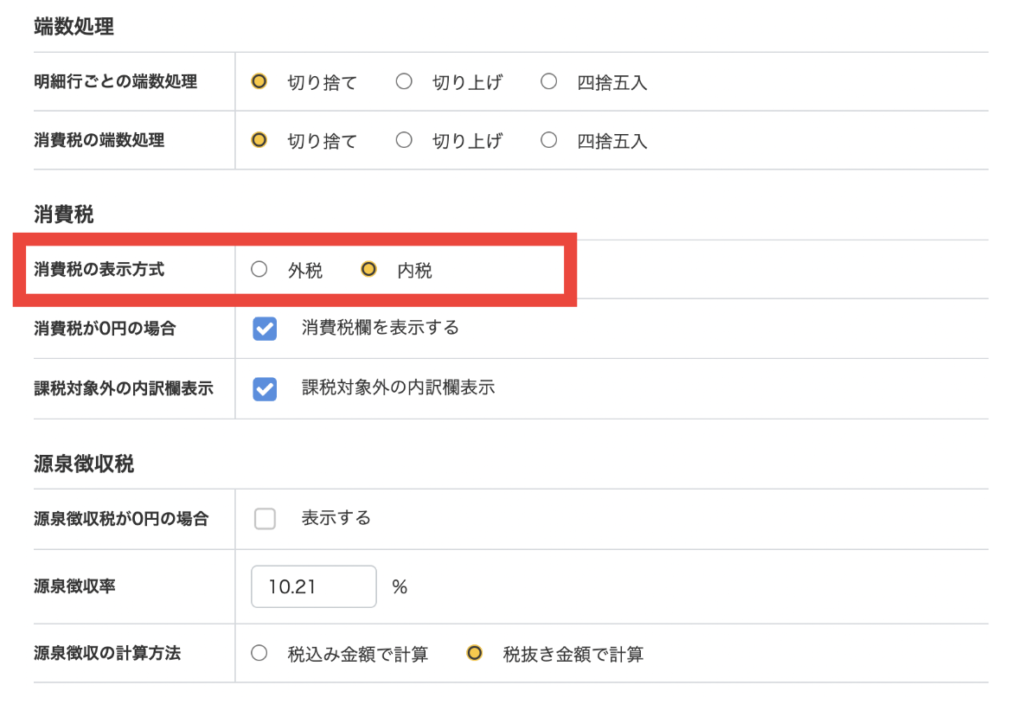 端数処理
明細行ごとの端数処理 切り捨て 切り上げ 四捨五入
消費税の端数処理 切り捨て 切り上げ 四捨五入
消費税
消費税の表示方式 外税 内税
消費税が0円の場合 消費税欄を表示する
課税対象外の内訳欄表示 課税対象外の内訳欄表示
源泉徴収税
源泉徴収税が0円の場合 表示する
源泉徴収率 10.21 %
源泉徴収の計算方法 税込み金額で計算 税抜き金額で計算